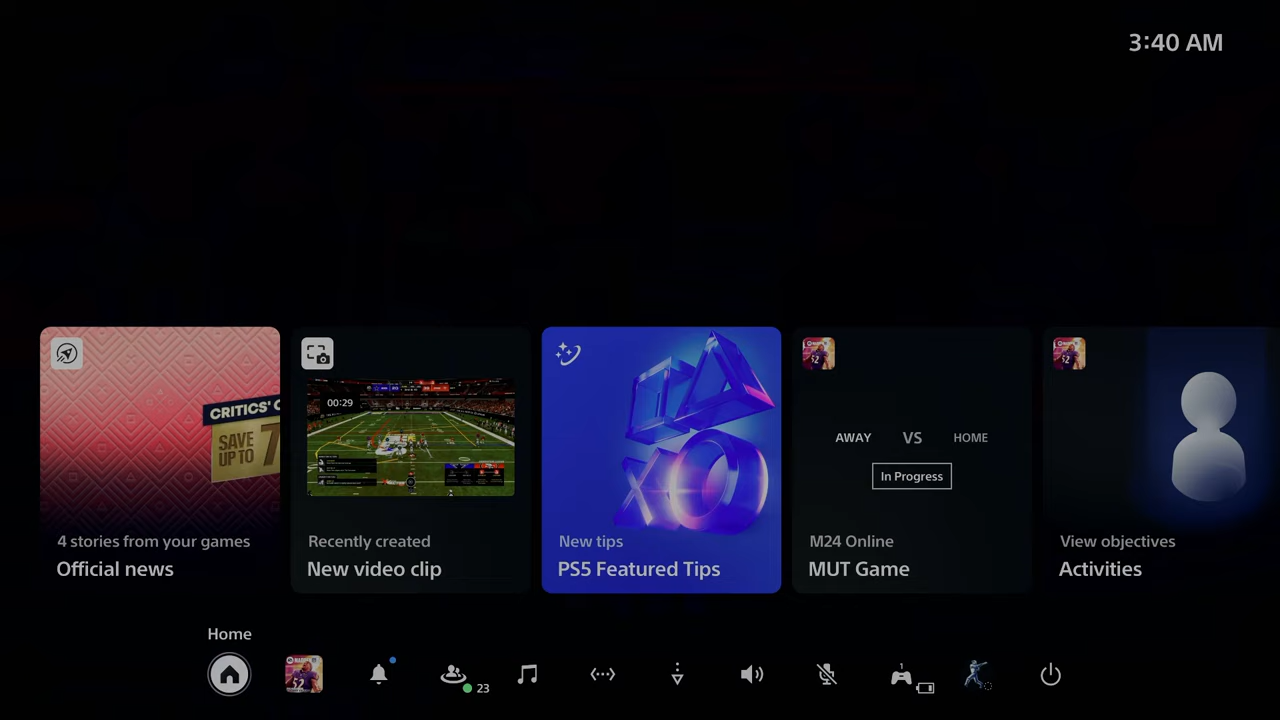 3:40 AM
CRITICS' C
SAVE
UP TO 7
4 stories from your games
Official news
00:29
Recently created
New video clip
New tips
PS5 Featured Tips
AWAY VS HOME
In Progress
M24 Online
MUT Game
View objectives
Activities
Home
23
1